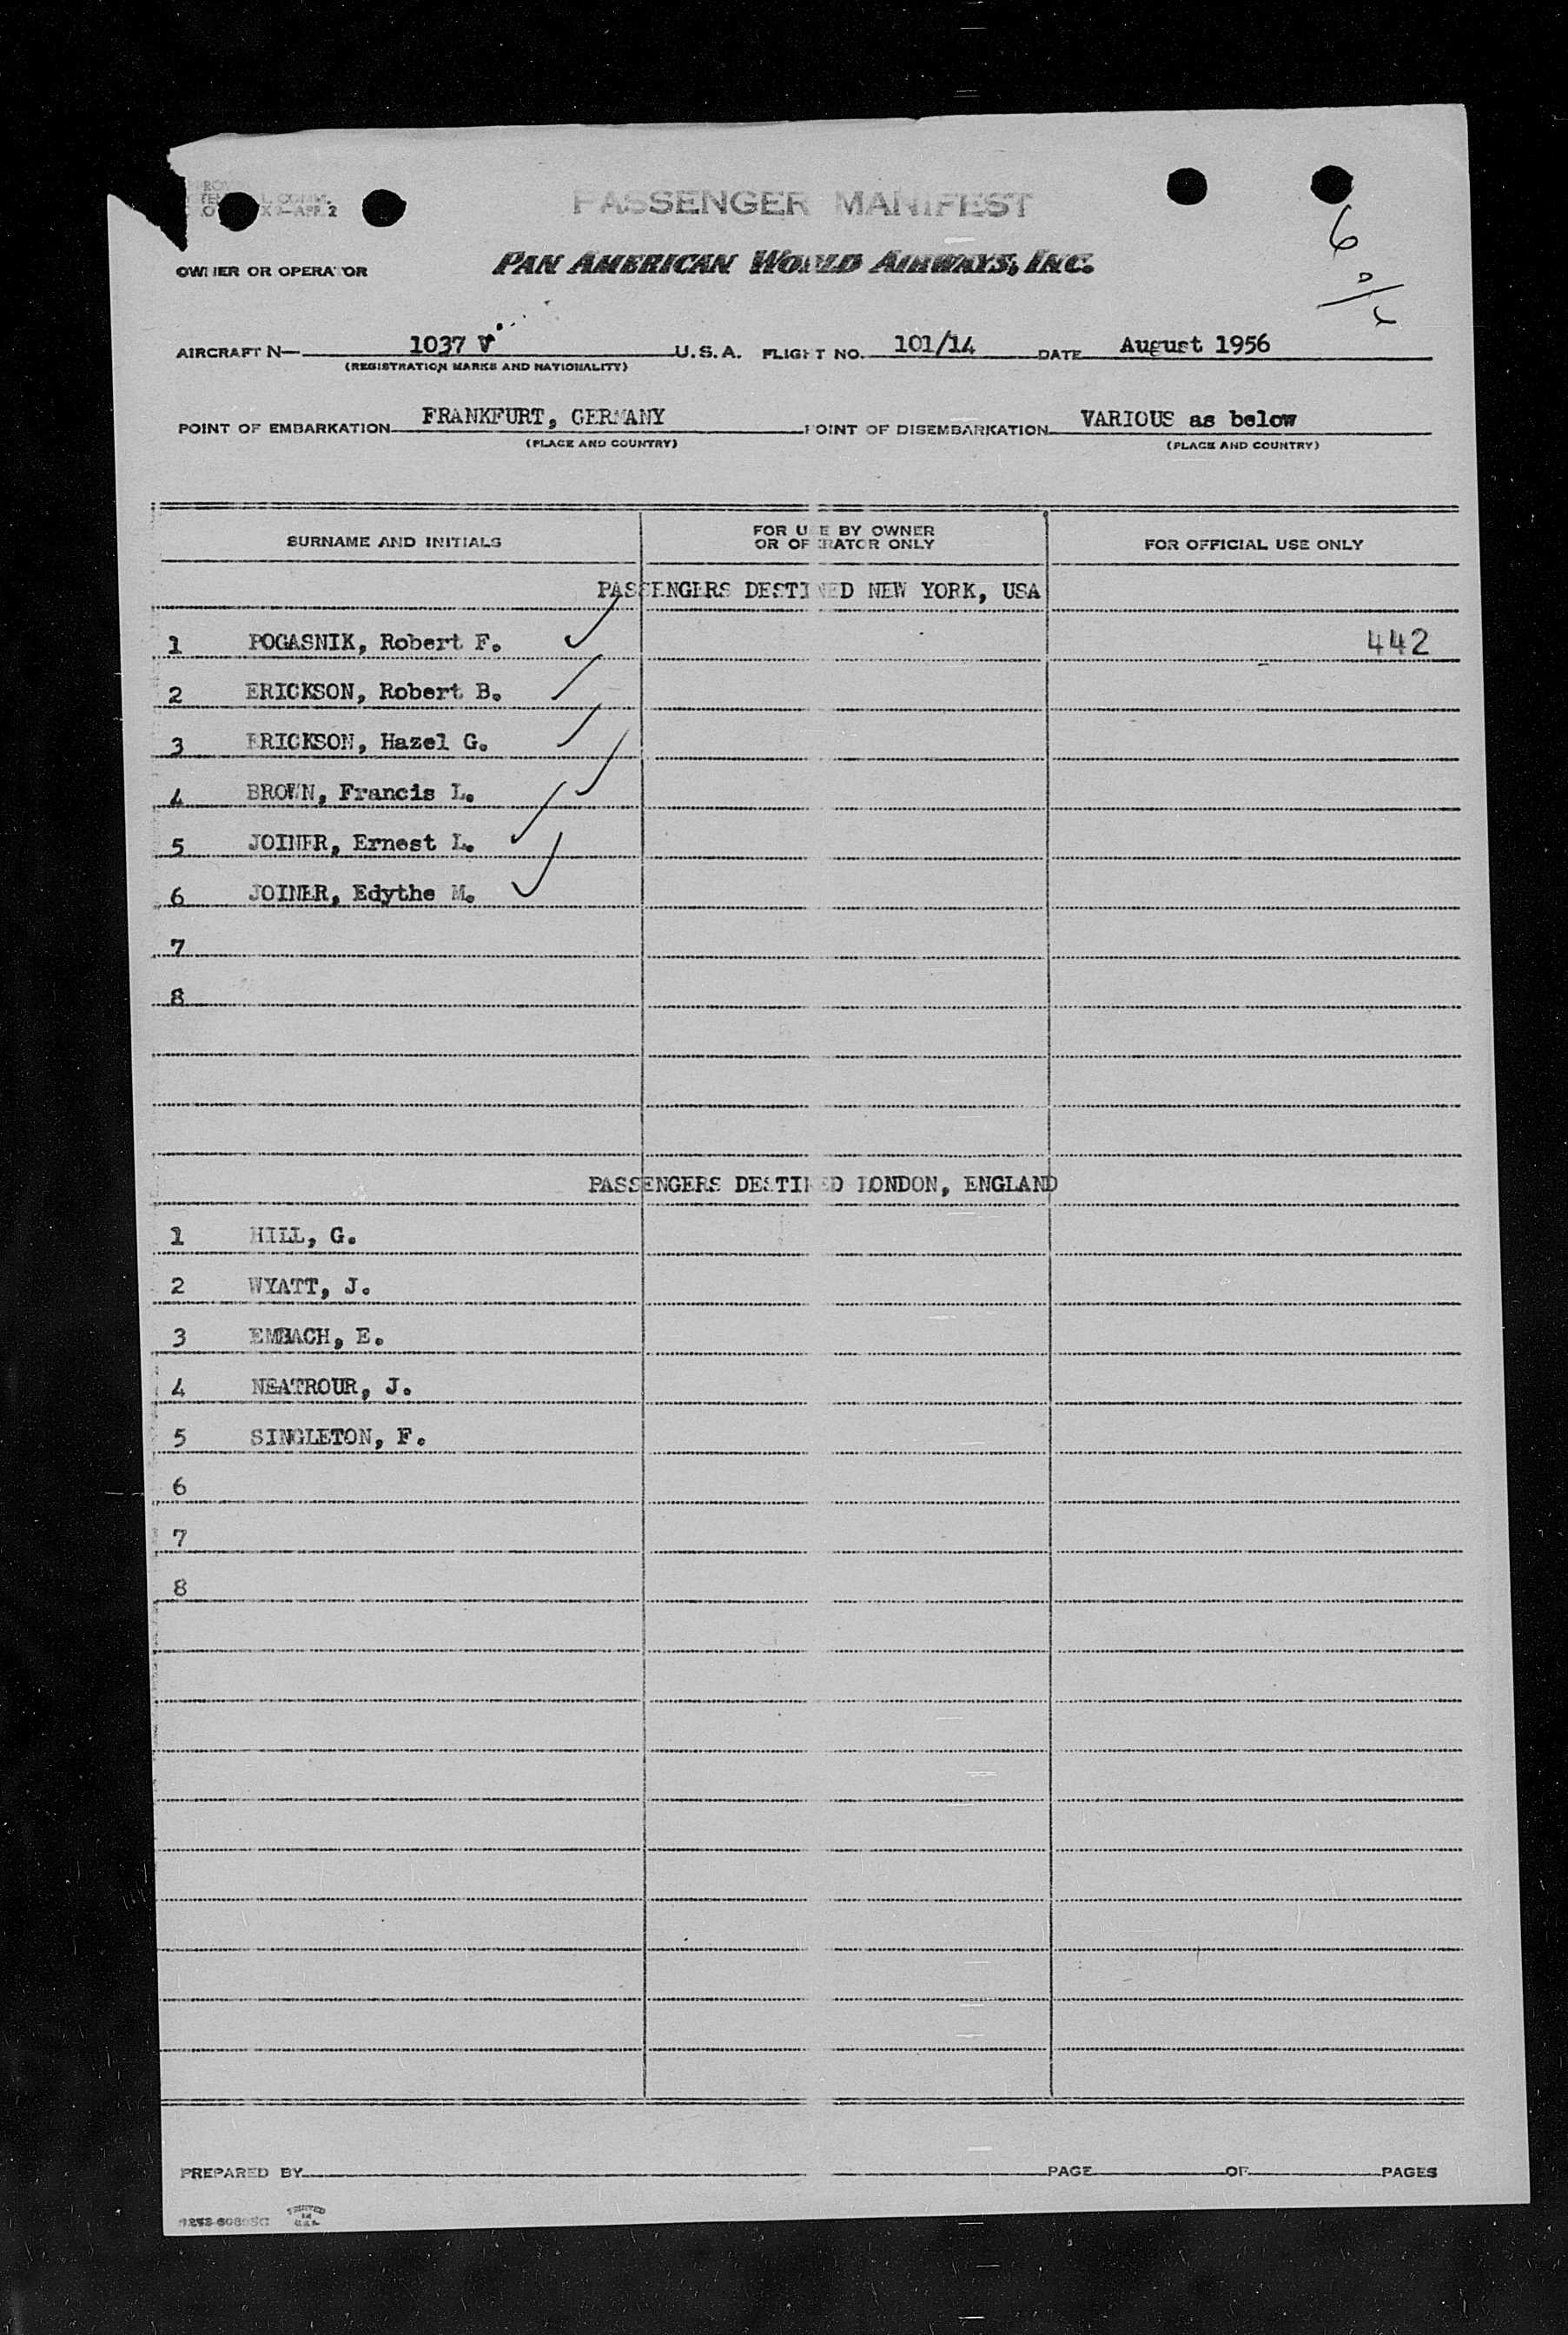 PASSENGER MANIFEST
OWNER OR OPERATOR PAN AMERICAN WORLD AIRWAYS, INC.
6
AIRCRAFT N— 1037 V U.S.A. FLIGHT NO. 101/14 DATE August 1956
(REGISTRATION MARKS AND NATIONALITY)
POINT OF EMBARKATION FRANKFURT, GERMANY POINT OF DISEMBARKATION VARIOUS as below
(PLACE AND COUNTRY) (PLACE AND COUNTRY)
SURNAME AND INITIALS FOR USE BY OWNER OR OPERATOR ONLY FOR OFFICIAL USE ONLY
PASSENGERS DESTINED NEW YORK, USA
1 POGASNIK, Robert F. 442
2 ERICKSON, Robert B.
3 ERICKSON, Hazel G.
4 BROWN, Francis L.
5 JOINER, Ernest L.
6 JOINER, Edythe M.
7
8
PASSENGERS DESTINED LONDON, ENGLAND
1 HILL, G.
2 WYATT, J.
3 EMBACH, E.
4 NEATROUR, J.
5 SINGLETON, F.
6
7
8
PREPARED BY PAGE OF PAGES
PRINTED IN U.S.A.